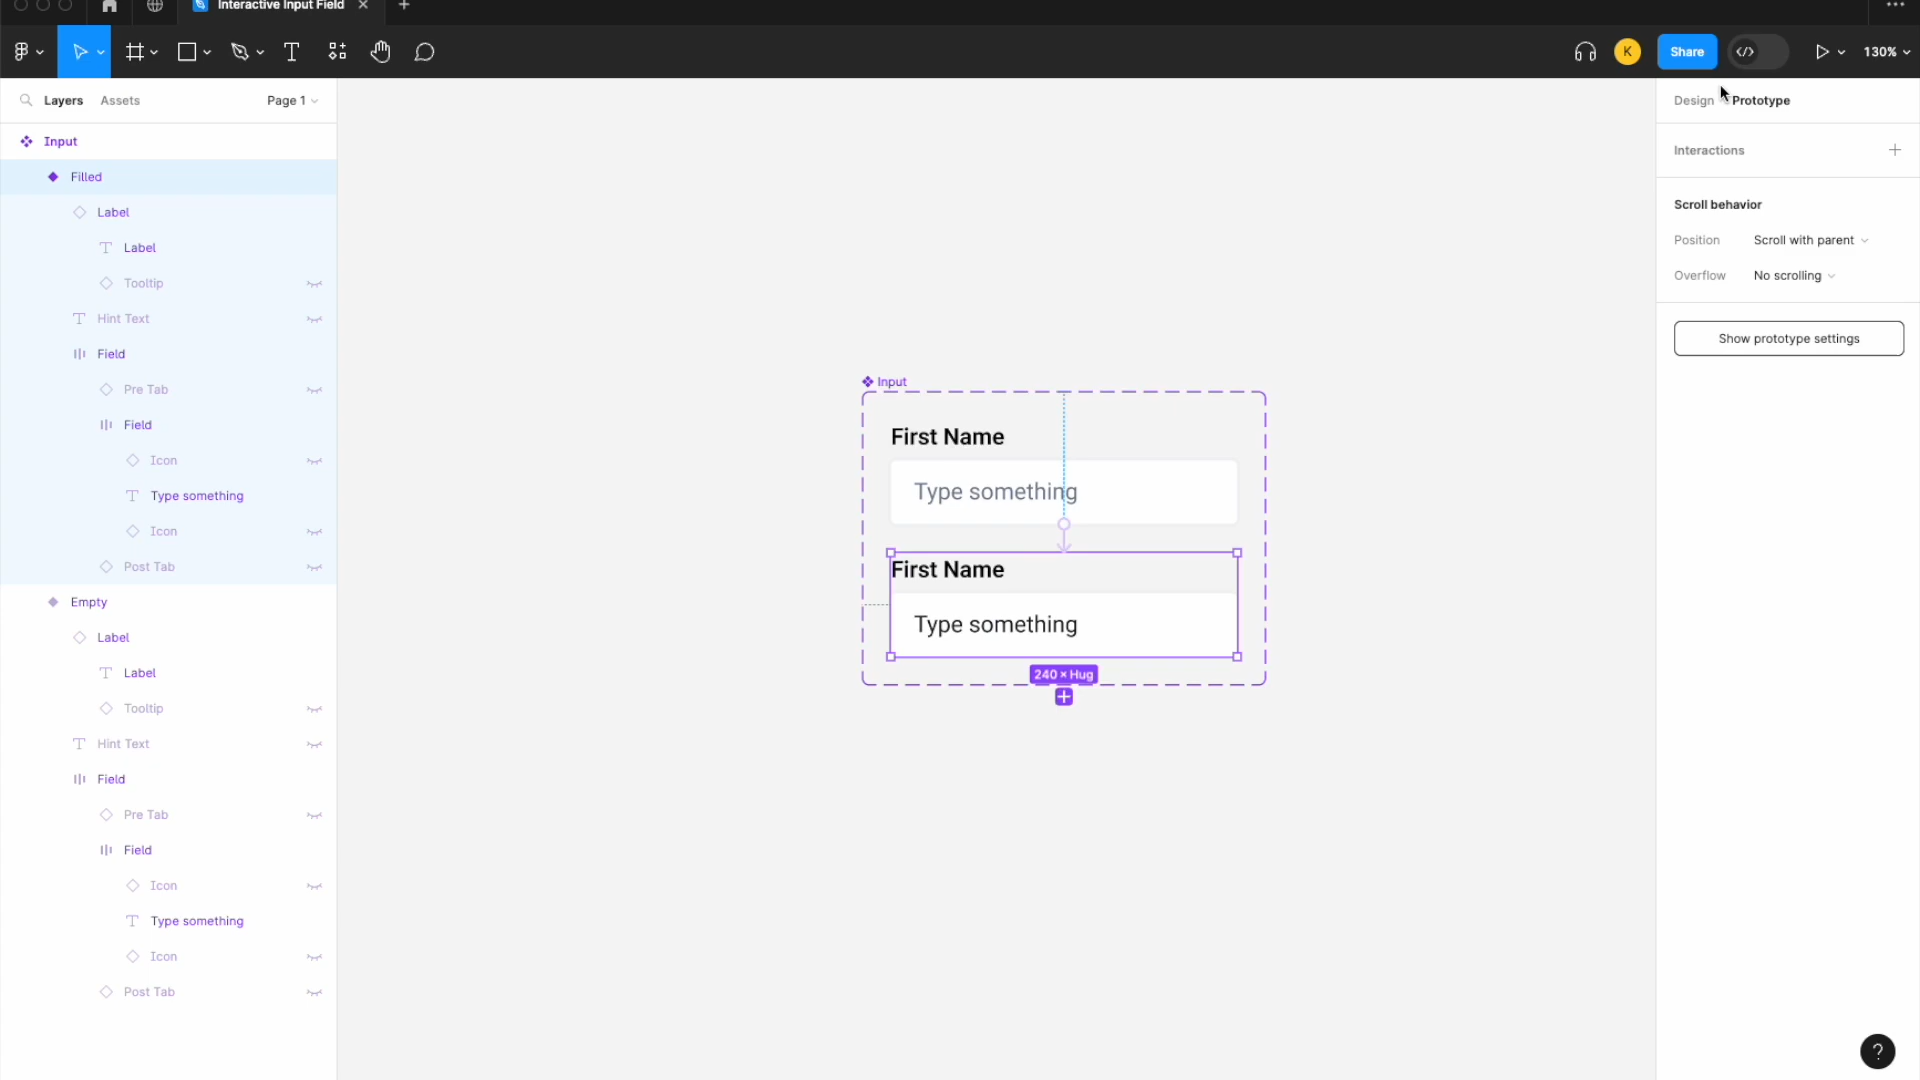 Interactive Input Field
K
Share
130%
Layers
Assets
Page 1
Design
Prototype
Input
Filled
Label
Label
Tooltip
Hint Text
Field
Pre Tab
Field
Icon
Type something
Icon
Post Tab
Empty
Label
Label
Tooltip
Hint Text
Field
Pre Tab
Field
Icon
Type something
Icon
Post Tab
Input
First Name
Type something
First Name
Type something
240 × Hug
Interactions
Scroll behavior
Position
Scroll with parent
Overflow
No scrolling
Show prototype settings
?